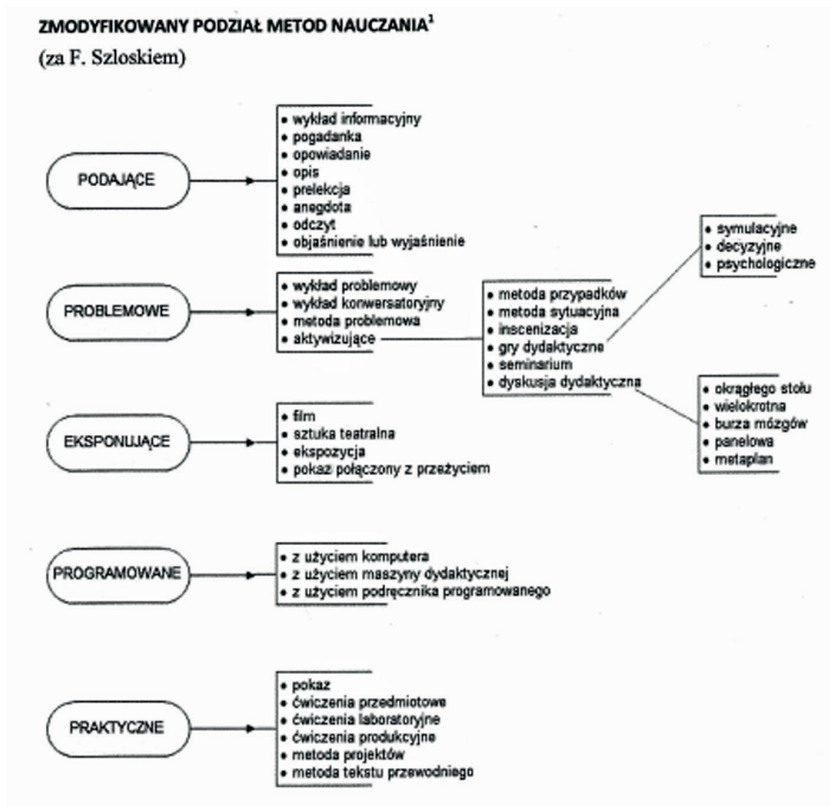 ZMODYFIKOWANY PODZIAŁ METOD NAUCZANIA¹
(za F. Szloskiem)
PODAJĄCE
• wykład informacyjny
• pogadanka
• opowiadanie
• opis
• prelekcja
• anegdota
• odczyt
• objaśnienie lub wyjaśnienie
PROBLEMOWE
• wykład problemowy
• wykład konwersatoryjny
• metoda problemowa
• aktywizujące
• metoda przypadków
• metoda sytuacyjna
• inscenizacja
• gry dydaktyczne
• seminarium
• dyskusja dydaktyczna
• symulacyjne
• decyzyjne
• psychologiczne
• okrągłego stołu
• wielokrotna
• burza mózgów
• panelowa
• metaplan
EKSPONUJĄCE
• film
• sztuka teatralna
• ekspozycja
• pokaz połączony z przeżyciem
PROGRAMOWANE
• z użyciem komputera
• z użyciem maszyny dydaktycznej
• z użyciem podręcznika programowanego
PRAKTYCZNE
• pokaz
• ćwiczenia przedmiotowe
• ćwiczenia laboratoryjne
• ćwiczenia produkcyjne
• metoda projektów
• metoda tekstu przewodniego